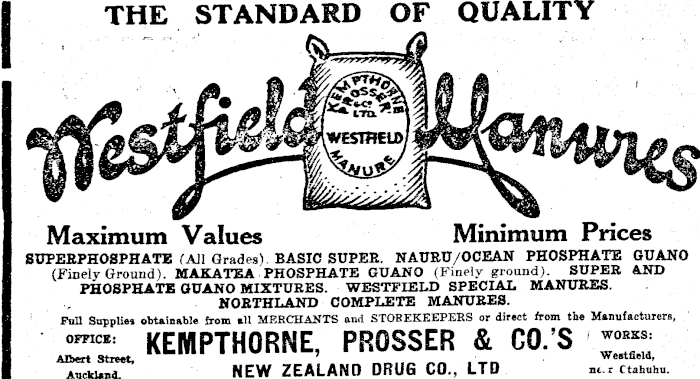 THE STANDARD OF QUALITY
KEMPTHORNE
PROSSER
& CO.
LTD.
WESTFIELD
MANURE
Westfield Manures
Maximum Values Minimum Prices
SUPERPHOSPHATE (All Grades). BASIC SUPER. NAURU/OCEAN PHOSPHATE GUANO
(Finely Ground). MAKATEA PHOSPHATE GUANO (Finely ground). SUPER AND
PHOSPHATE GUANO MIXTURES. WESTFIELD SPECIAL MANURES.
NORTHLAND COMPLETE MANURES.
Full Supplies obtainable from all MERCHANTS and STOREKEEPERS or direct from the Manufacturers,
OFFICE: KEMPTHORNE, PROSSER & CO.'S WORKS:
Albert Street, NEW ZEALAND DRUG CO., LTD Westfield,
Auckland.